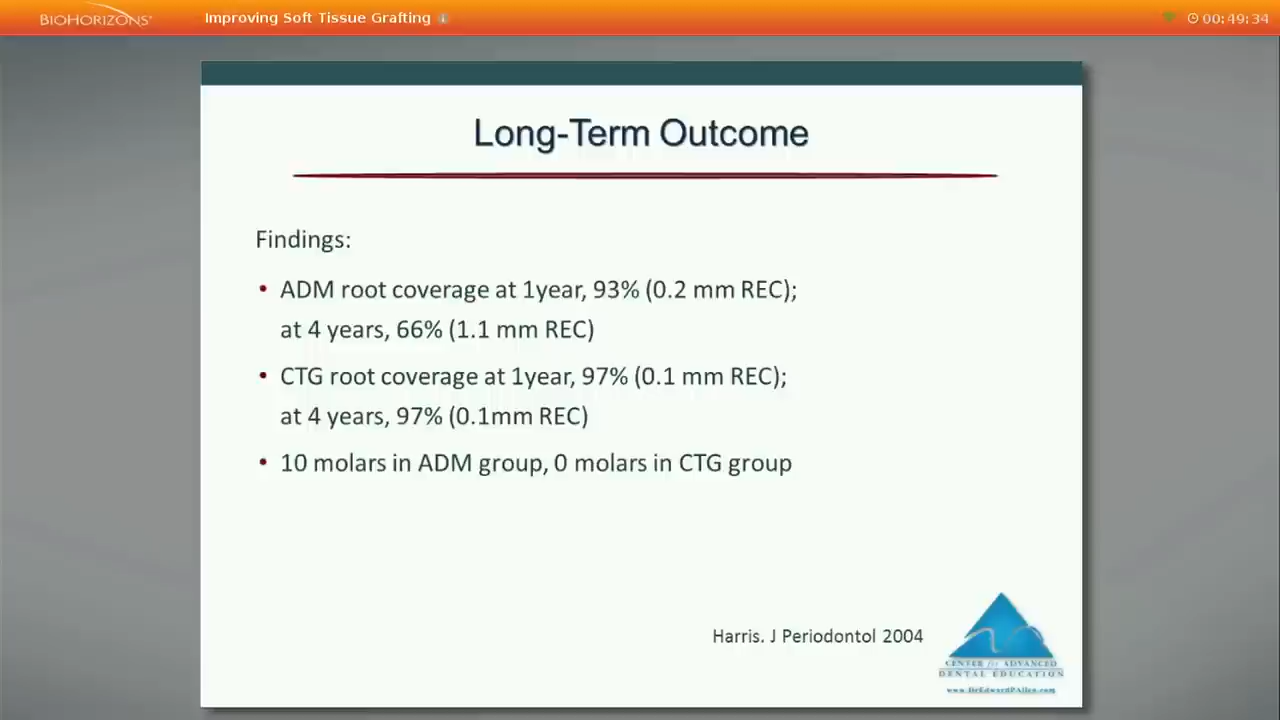 BIOHORIZONS®
Improving Soft Tissue Grafting
00:49:34
Long-Term Outcome
Findings:
• ADM root coverage at 1year, 93% (0.2 mm REC);
at 4 years, 66% (1.1 mm REC)
• CTG root coverage at 1year, 97% (0.1 mm REC);
at 4 years, 97% (0.1mm REC)
• 10 molars in ADM group, 0 molars in CTG group
Harris. J Periodontol 2004
CENTER for ADVANCED
DENTAL EDUCATION
www.DrEdwardPAllen.com